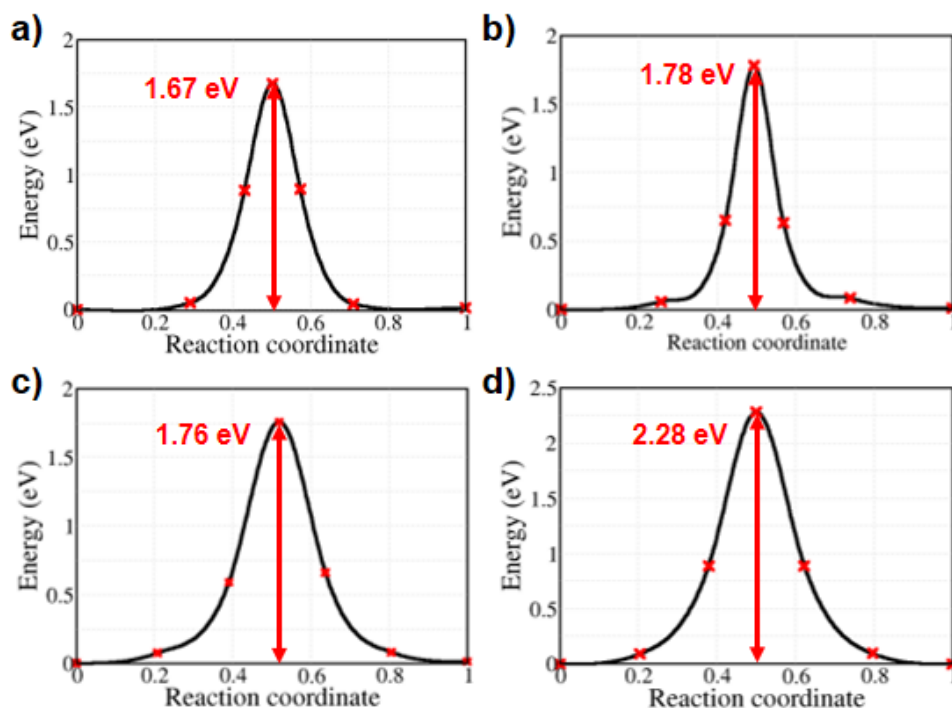 a)
2
1.67 eV
1.5
1
0.5
0
Energy (eV)
0 0.2 0.4 0.6 0.8 1
Reaction coordinate
b)
2
1.78 eV
1.5
1
0.5
0
Energy (eV)
0 0.2 0.4 0.6 0.8 1
Reaction coordinate
c)
2
1.76 eV
1.5
1
0.5
0
Energy (eV)
0 0.2 0.4 0.6 0.8 1
Reaction coordinate
d)
2.5
2.28 eV
2
1.5
1
0.5
0
Energy (eV)
0 0.2 0.4 0.6 0.8 1
Reaction coordinate